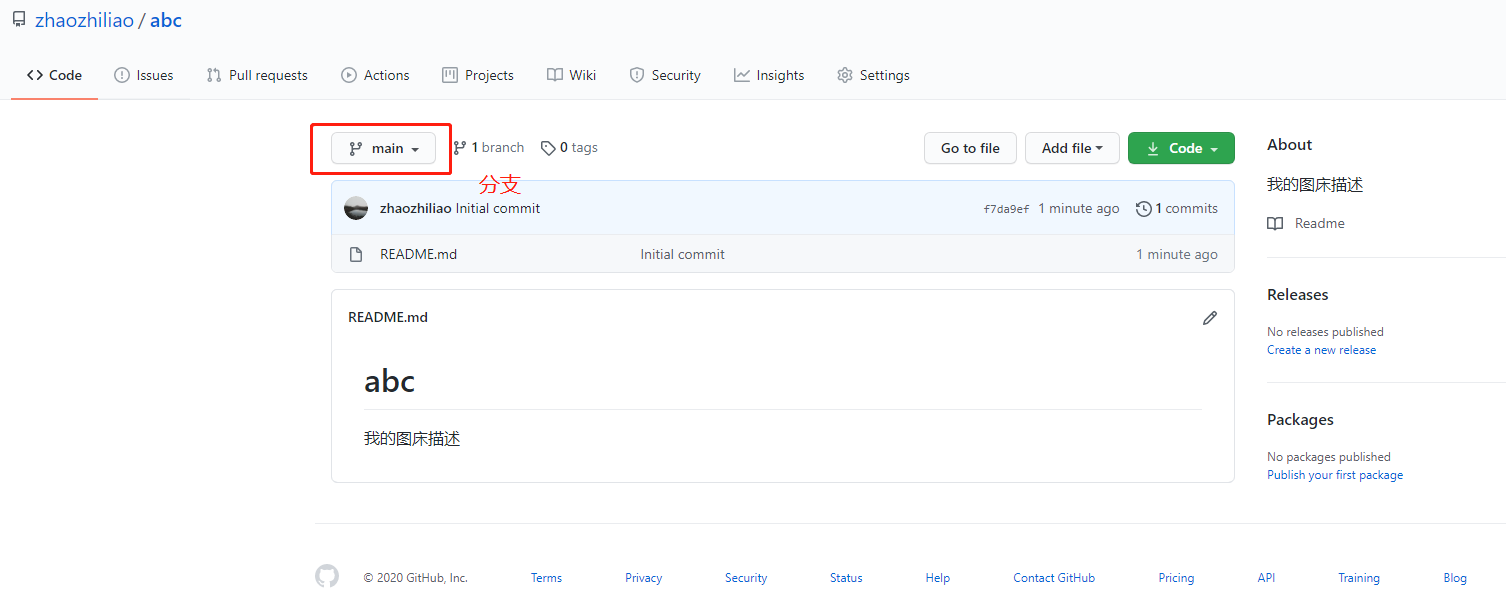 zhaozhiliao / abc
Code Issues Pull requests Actions Projects Wiki Security Insights Settings
main 1 branch 0 tags Go to file Add file Code
分支
zhaozhiliao Initial commit f7da9ef 1 minute ago 1 commits
README.md Initial commit 1 minute ago
README.md
abc
我的图床描述
About
我的图床描述
Readme
Releases
No releases published
Create a new release
Packages
No packages published
Publish your first package
© 2020 GitHub, Inc. Terms Privacy Security Status Help Contact GitHub Pricing API Training Blog